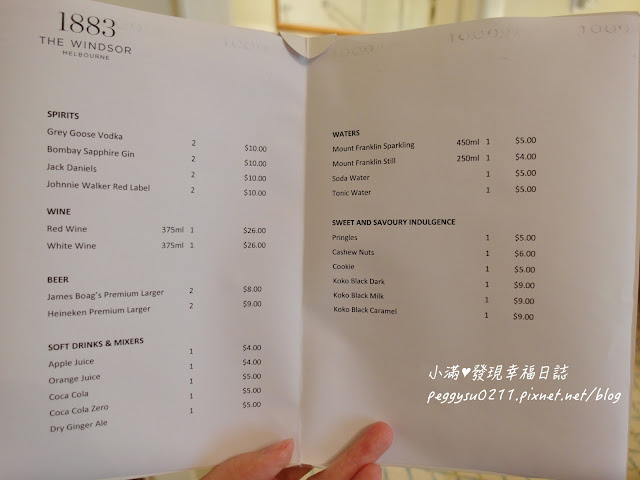 1883
THE WINDSOR
MELBOURNE
SPIRITS
Grey Goose Vodka 2 $10.00
Bombay Sapphire Gin 2 $10.00
Jack Daniels 2 $10.00
Johnnie Walker Red Label 2 $10.00
WINE
Red Wine 375ml 1 $26.00
White Wine 375ml 1 $26.00
BEER
James Boag's Premium Larger 2 $8.00
Heineken Premium Larger 2 $9.00
SOFT DRINKS & MIXERS
Apple Juice 1 $4.00
Orange Juice 1 $4.00
Coca Cola 1 $5.00
Coca Cola Zero 1 $5.00
Dry Ginger Ale 1 $5.00
WATERS
Mount Franklin Sparkling 450ml 1 $5.00
Mount Franklin Still 250ml 1 $4.00
Soda Water 1 $5.00
Tonic Water 1 $5.00
SWEET AND SAVOURY INDULGENCE
Pringles 1 $5.00
Cashew Nuts 1 $6.00
Cookie 1 $5.00
Koko Black Dark 1 $9.00
Koko Black Milk 1 $9.00
Koko Black Caramel 1 $9.00
小滿♥發現幸福日誌
peggysu0211.pixnet.net/blog